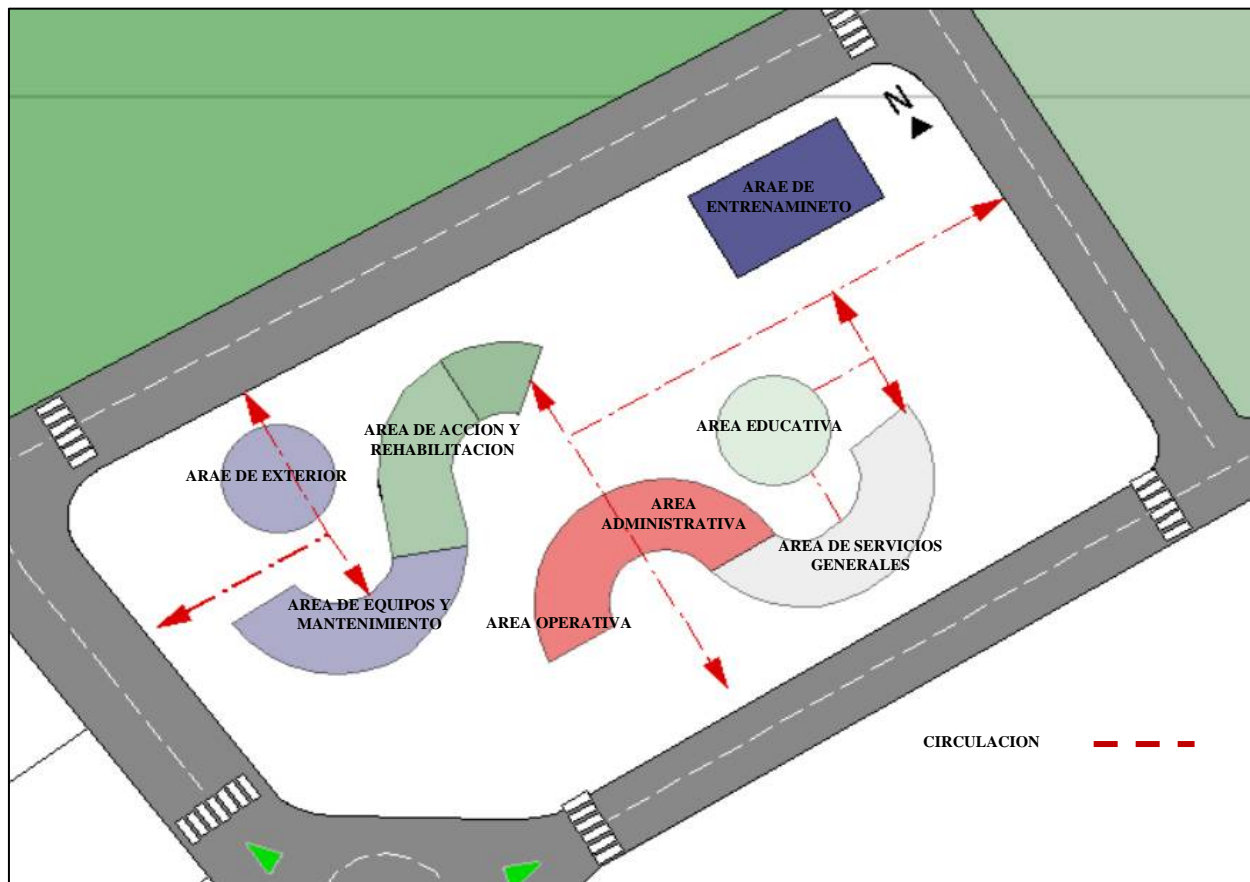 N
ARAE DE
ENTRENAMINETO
AREA DE ACCION Y
REHABILITACION
AREA EDUCATIVA
ARAE DE EXTERIOR
AREA
ADMINISTRATIVA
AREA DE SERVICIOS
GENERALES
AREA DE EQUIPOS Y
MANTENIMIENTO
AREA OPERATIVA
CIRCULACION